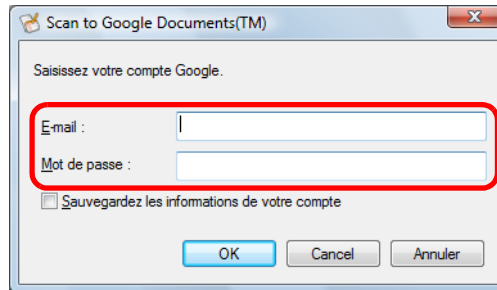 Scan to Google Documents(TM)
Saisissez votre compte Google.
E-mail :
Mot de passe :
Sauvegardez les informations de votre compte
OK Cancel Annuler